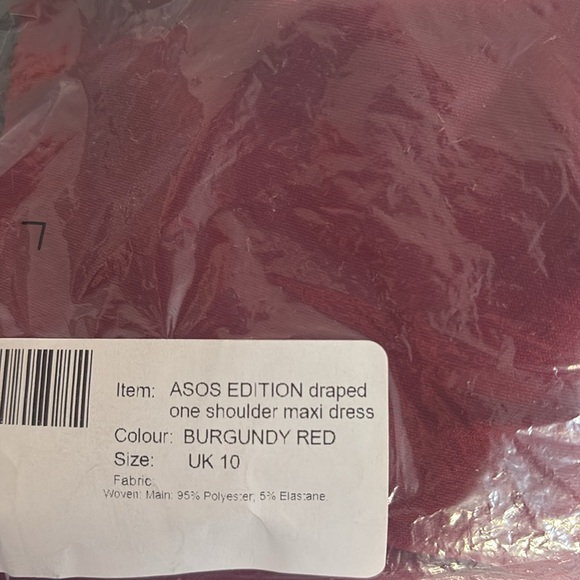 Item: ASOS EDITION draped
one shoulder maxi dress
Colour: BURGUNDY RED
Size: UK 10
Fabric
Woven: Main: 95% Polyester; 5% Elastane.